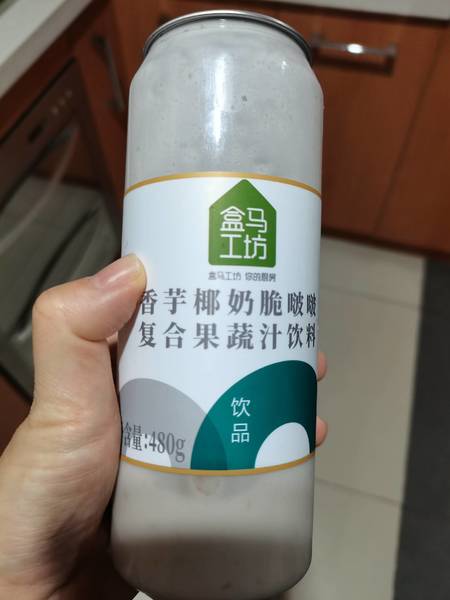 盒马
工坊
盒马工坊 你的厨房
香芋椰奶脆啵啵
复合果蔬汁饮料
饮
品
含量:480g